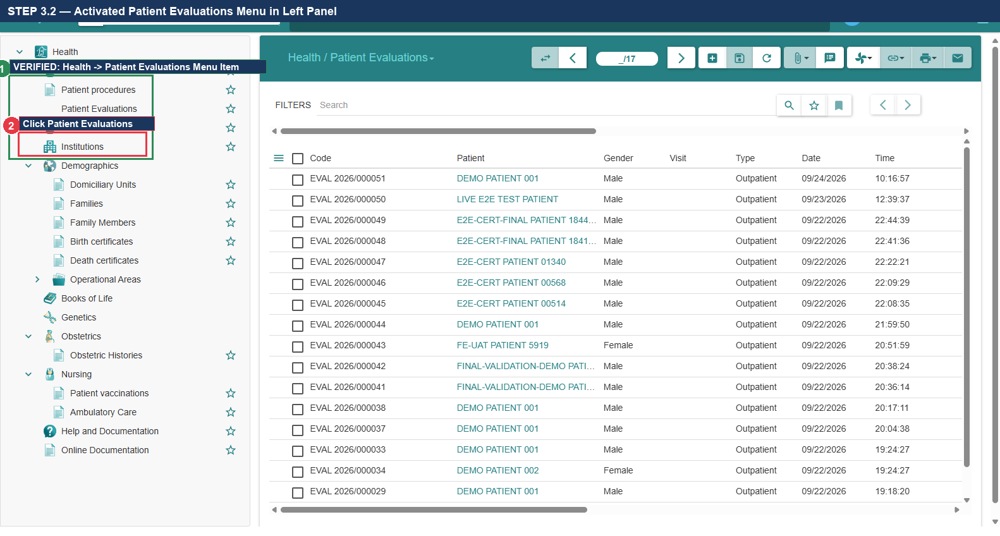 STEP 3.2 — Activated Patient Evaluations Menu in Left Panel
Health
1
VERIFIED: Health -> Patient Evaluations Menu Item
Patient procedures
Patient Evaluations
2
Click Patient Evaluations
Institutions
Demographics
Domiciliary Units
Families
Family Members
Birth certificates
Death certificates
Operational Areas
Books of Life
Genetics
Obstetrics
Obstetric Histories
Nursing
Patient vaccinations
Ambulatory Care
Help and Documentation
Online Documentation
Health / Patient Evaluations
_/17
FILTERS Search
Code Patient Gender Visit Type Date Time
EVAL 2026/000051 DEMO PATIENT 001 Male Outpatient 09/24/2026 10:16:57
EVAL 2026/000050 LIVE E2E TEST PATIENT Male Outpatient 09/23/2026 12:39:37
EVAL 2026/000049 E2E-CERT-FINAL PATIENT 1844... Male Outpatient 09/22/2026 22:44:39
EVAL 2026/000048 E2E-CERT-FINAL PATIENT 1841... Male Outpatient 09/22/2026 22:41:36
EVAL 2026/000047 E2E-CERT PATIENT 01340 Male Outpatient 09/22/2026 22:22:21
EVAL 2026/000046 E2E-CERT PATIENT 00568 Male Outpatient 09/22/2026 22:09:29
EVAL 2026/000045 E2E-CERT PATIENT 00514 Male Outpatient 09/22/2026 22:08:35
EVAL 2026/000044 DEMO PATIENT 001 Male Outpatient 09/22/2026 21:59:50
EVAL 2026/000043 FE-UAT PATIENT 5919 Female Outpatient 09/22/2026 20:51:59
EVAL 2026/000042 FINAL-VALIDATION-DEMO PATI... Male Outpatient 09/22/2026 20:38:24
EVAL 2026/000041 FINAL-VALIDATION-DEMO PATI... Male Outpatient 09/22/2026 20:36:14
EVAL 2026/000038 DEMO PATIENT 001 Male Outpatient 09/22/2026 20:17:11
EVAL 2026/000037 DEMO PATIENT 001 Male Outpatient 09/22/2026 20:04:38
EVAL 2026/000033 DEMO PATIENT 001 Male Outpatient 09/22/2026 19:24:27
EVAL 2026/000034 DEMO PATIENT 002 Female Outpatient 09/22/2026 19:24:27
EVAL 2026/000029 DEMO PATIENT 001 Male Outpatient 09/22/2026 19:18:20